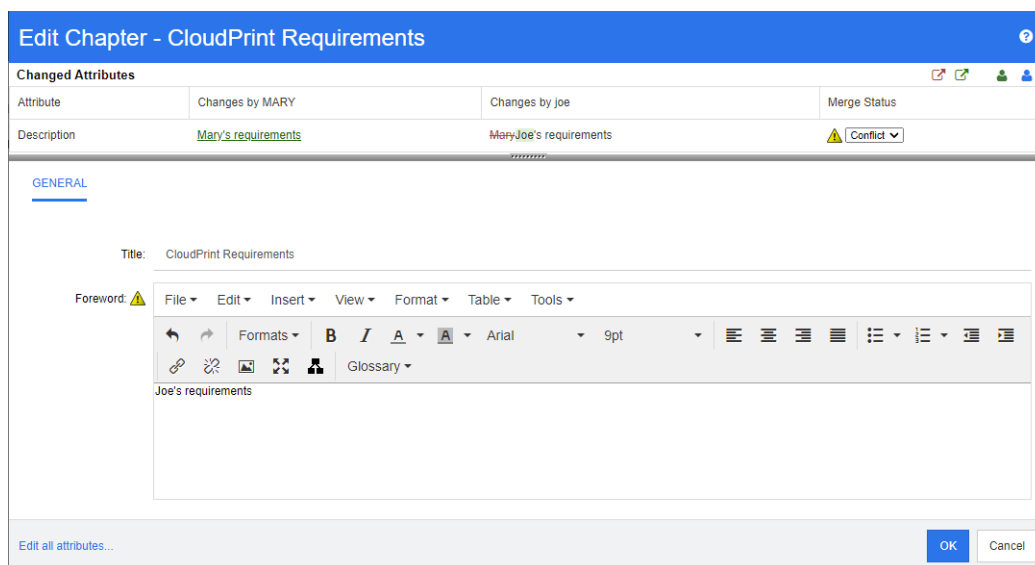 Edit Chapter - CloudPrint Requirements
?
Changed Attributes
Attribute Changes by MARY Changes by joe Merge Status
Description Mary's requirements MaryJoe's requirements Conflict
GENERAL
Title: CloudPrint Requirements
Foreword: File Edit Insert View Format Table Tools
Formats B I A A Arial 9pt
Glossary
Joe's requirements
Edit all attributes... OK Cancel